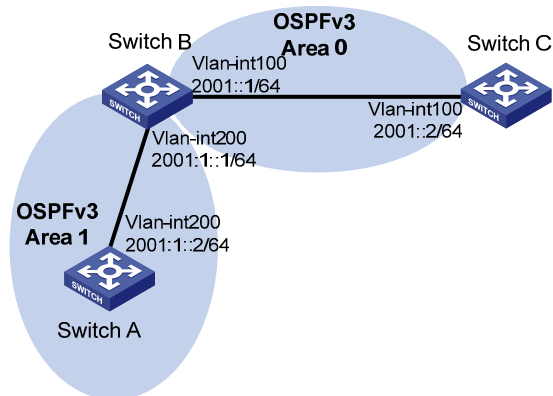 OSPFv3
Area 0
Switch B
Switch C
Vlan-int100
2001::1/64
SWITCH
Vlan-int100
2001::2/64
SWITCH
Vlan-int200
2001:1::1/64
OSPFv3
Area 1
Vlan-int200
2001:1::2/64
SWITCH
Switch A